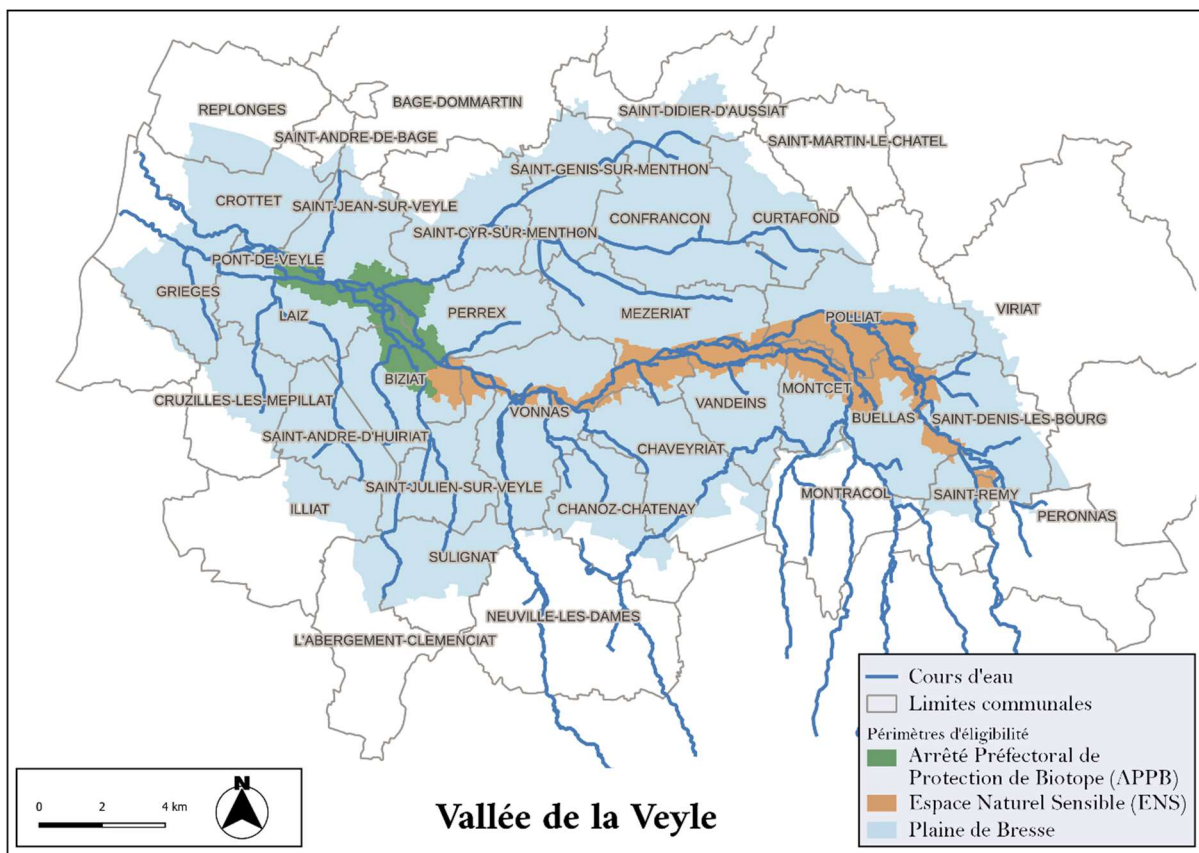 BAGE-DOMMARTIN
REPLONGES
SAINT-DIDIER-D'AUSSIAT
SAINT-ANDRE-DE-BAGE
SAINT-MARTIN-LE-CHATEL
SAINT-GENIS-SUR-MENTHON
CROTTET
SAINT-JEAN-SUR-VEYLE
CONFRANCON
CURTAFOND
SAINT-CYR-SUR-MENTHON
PONT-DE-VEYLE
GRIEGES
LAIZ
PERREX
MEZERIAT
POLLIAT
VIRIAT
BIZIAT
MONTCET
CRUZILLES-LES-MEPILLAT
VONNAS
VANDEINS
BUELLAS
SAINT-DENIS-LES-BOURG
SAINT-ANDRE-D'HUIRIAT
CHAVEYRIAT
SAINT-JULIEN-SUR-VEYLE
MONTRACOL
SAINT-REMY
ILLIAT
CHANOZ-CHATENAY
PERONNAS
SULIGNAT
NEUVILLE-LES-DAMES
L'ABERGEMENT-CLEMENCIAT
Cours d'eau
Limites communales
Périmètres d'éligibilité
Arrêté Préfectoral de
Protection de Biotope (APPB)
Espace Naturel Sensible (ENS)
Plaine de Bresse
0 2 4 km
N
Vallée de la Veyle